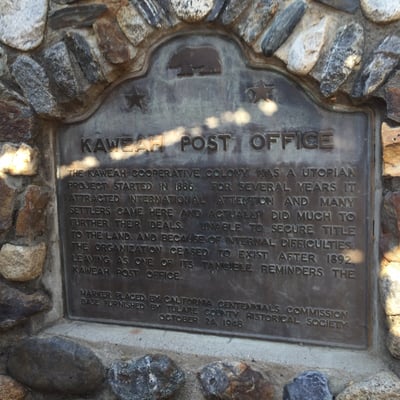 KAWEAH POST OFFICE
THE KAWEAH COOPERATIVE COLONY WAS A UTOPIAN
PROJECT STARTED IN 1886. FOR SEVERAL YEARS IT
ATTRACTED INTERNATIONAL ATTENTION AND MANY
SETTLERS CAME HERE AND ACTUALLY DID MUCH TO
FURTHER THEIR IDEALS. UNABLE TO SECURE TITLE
TO THE LAND, AND BECAUSE OF INTERNAL DIFFICULTIES,
THE ORGANIZATION CEASED TO EXIST AFTER 1892,
LEAVING AS ONE OF ITS TANGIBLE REMINDERS THE
KAWEAH POST OFFICE.
MARKER PLACED BY CALIFORNIA CENTENNIALS COMMISSION
BASE FURNISHED BY TULARE COUNTY HISTORICAL SOCIETY
OCTOBER 24, 1948